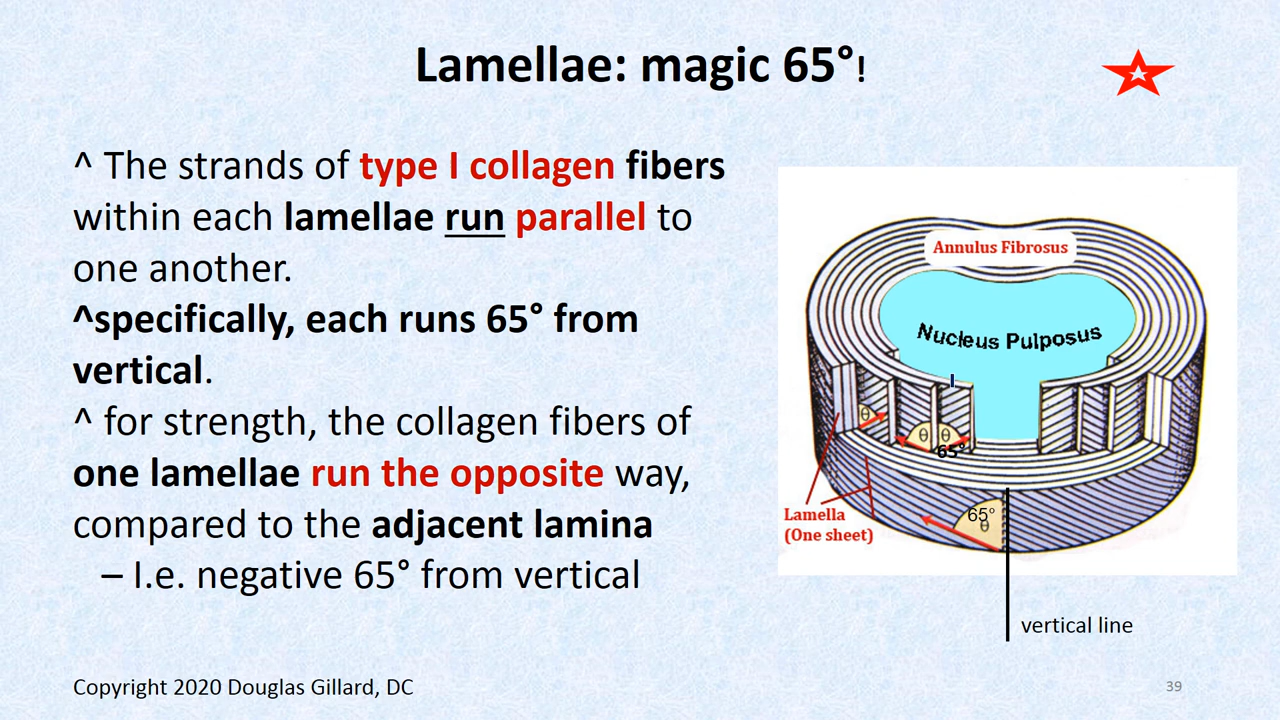 Lamellae: magic 65°!
^ The strands of type I collagen fibers
within each lamellae run parallel to
one another.
^specifically, each runs 65° from
vertical.
^ for strength, the collagen fibers of
one lamellae run the opposite way,
compared to the adjacent lamina
– I.e. negative 65° from vertical
Annulus Fibrosus
Nucleus Pulposus
I
θ
θ θ
65°
Lamella
(One sheet)
65°
θ
vertical line
Copyright 2020 Douglas Gillard, DC
39